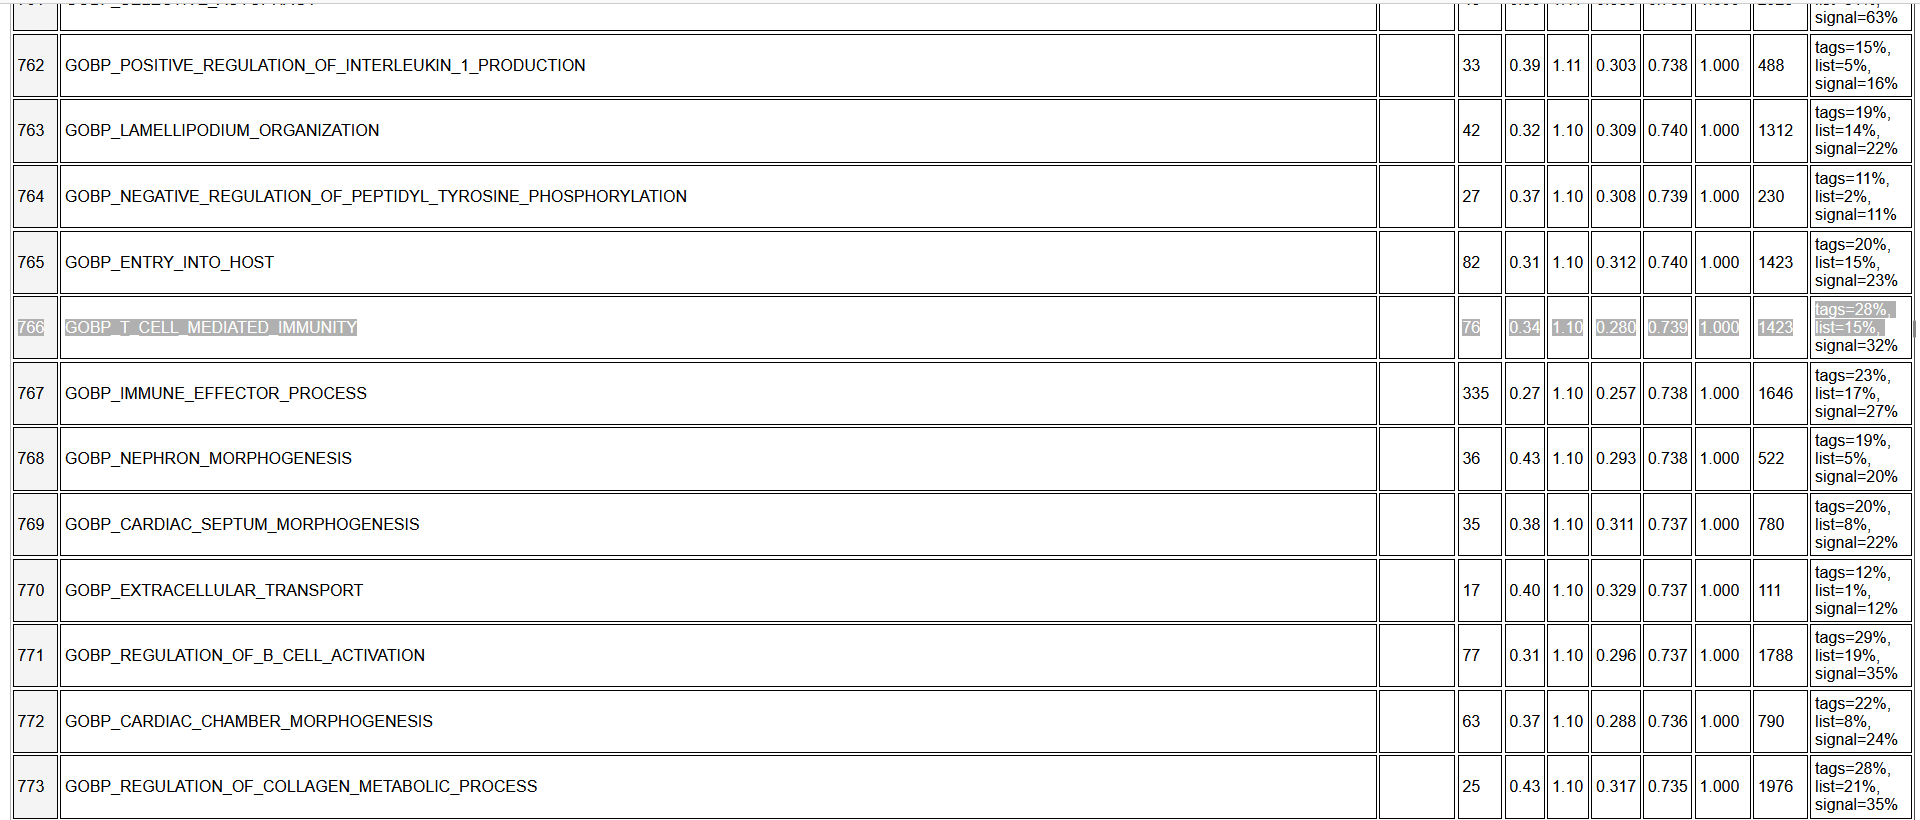 signal=63%
762 GOBP_POSITIVE_REGULATION_OF_INTERLEUKIN_1_PRODUCTION 33 0.39 1.11 0.303 0.738 1.000 488 tags=15%,
list=5%,
signal=16%
763 GOBP_LAMELLIPODIUM_ORGANIZATION 42 0.32 1.10 0.309 0.740 1.000 1312 tags=19%,
list=14%,
signal=22%
764 GOBP_NEGATIVE_REGULATION_OF_PEPTIDYL_TYROSINE_PHOSPHORYLATION 27 0.37 1.10 0.308 0.739 1.000 230 tags=11%,
list=2%,
signal=11%
765 GOBP_ENTRY_INTO_HOST 82 0.31 1.10 0.312 0.740 1.000 1423 tags=20%,
list=15%,
signal=23%
766 GOBP_T_CELL_MEDIATED_IMMUNITY 76 0.34 1.10 0.280 0.739 1.000 1423 tags=28%,
list=15%,
signal=32%
767 GOBP_IMMUNE_EFFECTOR_PROCESS 335 0.27 1.10 0.257 0.738 1.000 1646 tags=23%,
list=17%,
signal=27%
768 GOBP_NEPHRON_MORPHOGENESIS 36 0.43 1.10 0.293 0.738 1.000 522 tags=19%,
list=5%,
signal=20%
769 GOBP_CARDIAC_SEPTUM_MORPHOGENESIS 35 0.38 1.10 0.311 0.737 1.000 780 tags=20%,
list=8%,
signal=22%
770 GOBP_EXTRACELLULAR_TRANSPORT 17 0.40 1.10 0.329 0.737 1.000 111 tags=12%,
list=1%,
signal=12%
771 GOBP_REGULATION_OF_B_CELL_ACTIVATION 77 0.31 1.10 0.296 0.737 1.000 1788 tags=29%,
list=19%,
signal=35%
772 GOBP_CARDIAC_CHAMBER_MORPHOGENESIS 63 0.37 1.10 0.288 0.736 1.000 790 tags=22%,
list=8%,
signal=24%
773 GOBP_REGULATION_OF_COLLAGEN_METABOLIC_PROCESS 25 0.43 1.10 0.317 0.735 1.000 1976 tags=28%,
list=21%,
signal=35%